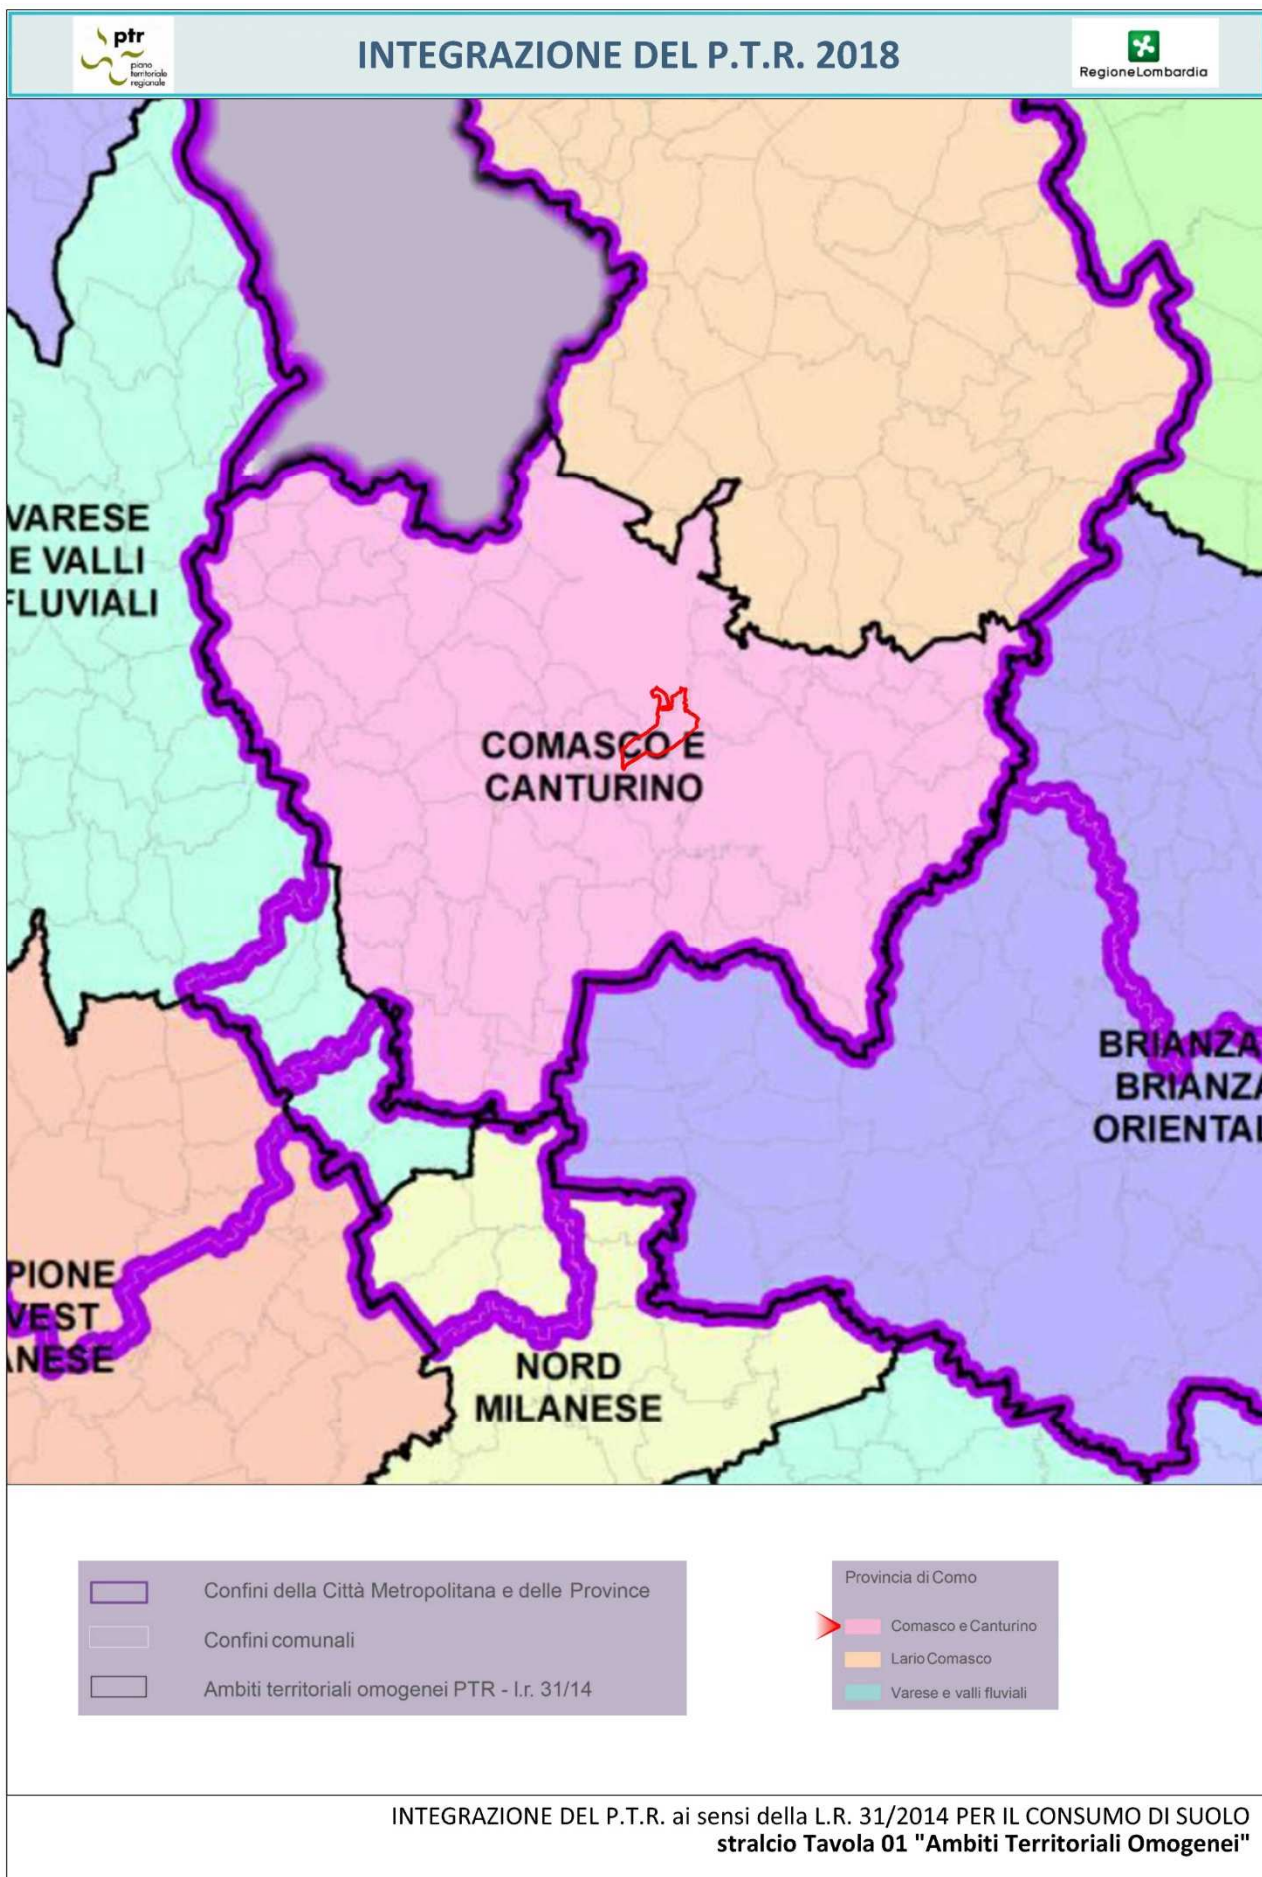 ptr
piano
territoriale
regionale
INTEGRAZIONE DEL P.T.R. 2018
RegioneLombardia
VARESE
E VALLI
FLUVIALI
COMASCO E
CANTURINO
BRIANZA
BRIANZA
ORIENTAL
PIONE
VEST
ANESE
NORD
MILANESE
Confini della Città Metropolitana e delle Province
Confini comunali
Ambiti territoriali omogenei PTR - l.r. 31/14
Provincia di Como
Comasco e Canturino
Lario Comasco
Varese e valli fluviali
INTEGRAZIONE DEL P.T.R. ai sensi della L.R. 31/2014 PER IL CONSUMO DI SUOLO
stralcio Tavola 01 "Ambiti Territoriali Omogenei"